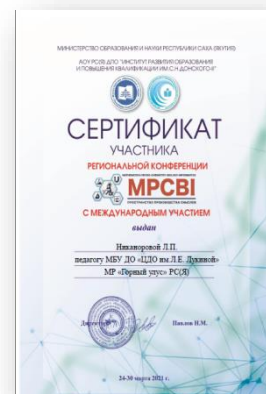 МИНИСТЕРСТВО ОБРАЗОВАНИЯ И НАУКИ РЕСПУБЛИКИ САХА (ЯКУТИЯ)
АОУ РС(Я) ДПО "ИНСТИТУТ РАЗВИТИЯ ОБРАЗОВАНИЯ
И ПОВЫШЕНИЯ КВАЛИФИКАЦИИ ИМ. С.Н. ДОНСКОГО-II"
СЕРТИФИКАТ
УЧАСТНИКА
РЕГИОНАЛЬНОЙ КОНФЕРЕНЦИИ
MPCBI
С МЕЖДУНАРОДНЫМ УЧАСТИЕМ
выдан
Никаноровой Л.П.
педагогу МБУ ДО «ЦДО им Л.Е. Лукиной»
МР «Горный улус» РС(Я)
Директор Павлов Н.М.
24-30 марта 2021 г.